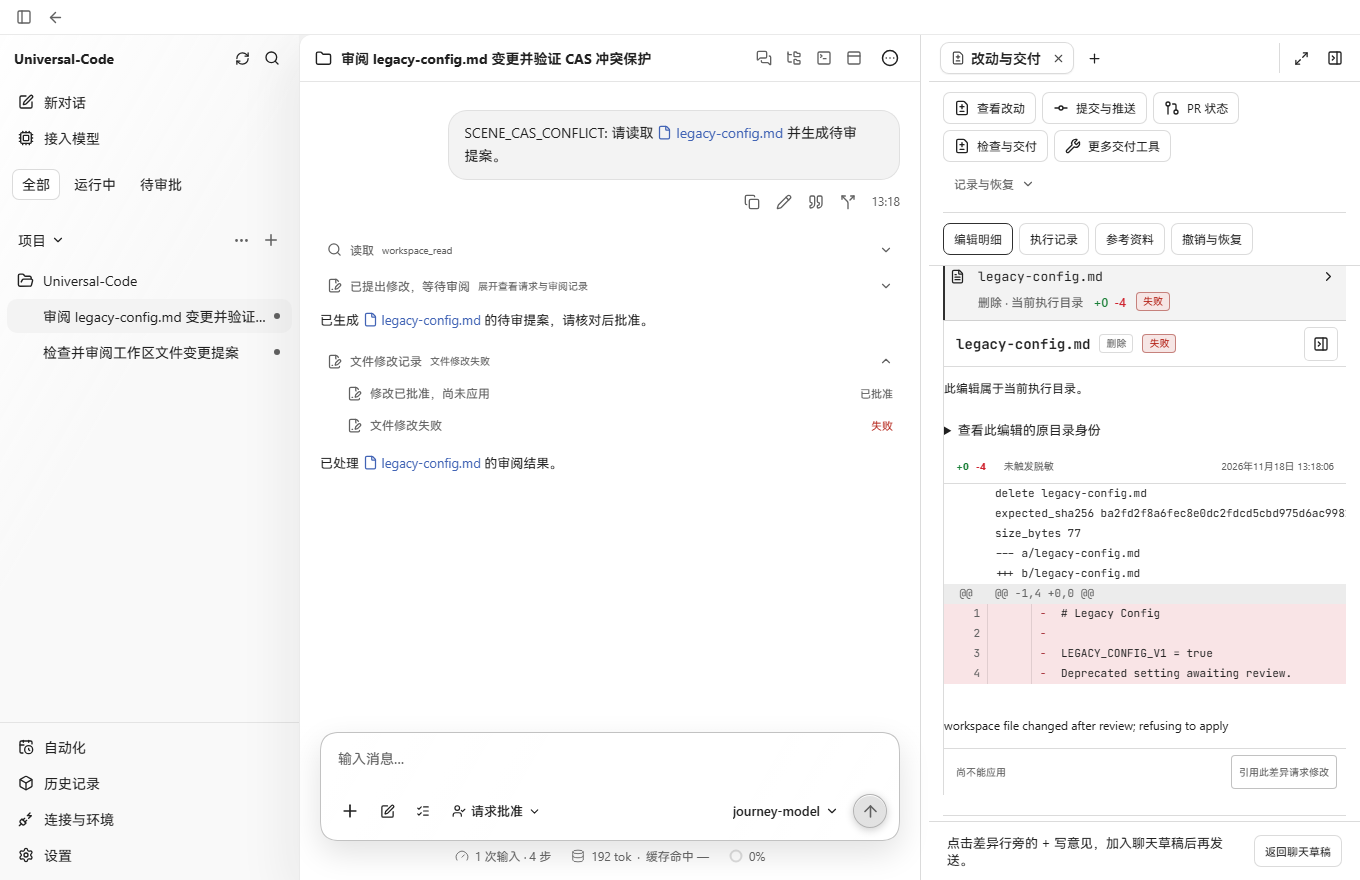 Universal-Code
新对话
接入模型
全部
运行中
待审批
项目
Universal-Code
审阅 legacy-config.md 变更并验证...
检查并审阅工作区文件变更提案
自动化
历史记录
连接与环境
设置
审阅 legacy-config.md 变更并验证 CAS 冲突保护
SCENE_CAS_CONFLICT: 请读取 legacy-config.md 并生成待审
提案。
13:18
读取 workspace_read
已提出修改，等待审阅 展开查看请求与审阅记录
已生成 legacy-config.md 的待审提案，请核对后批准。
文件修改记录 文件修改失败
修改已批准，尚未应用 已批准
文件修改失败 失败
已处理 legacy-config.md 的审阅结果。
输入消息...
请求批准
journey-model
1 次输入 · 4 步
192 tok · 缓存命中 —
0%
改动与交付
查看改动
提交与推送
PR 状态
检查与交付
更多交付工具
记录与恢复
编辑明细
执行记录
参考资料
撤销与恢复
legacy-config.md
删除 · 当前执行目录 +0 -4 失败
legacy-config.md 删除 失败
此编辑属于当前执行目录。
查看此编辑的原目录身份
+0 -4 未触发脱敏 2026年11月18日 13:18:06
delete legacy-config.md
expected_sha256 ba2fd2f8a6fec8e0dc2fdcd5cbd975d6ac998
size_bytes 77
--- a/legacy-config.md
+++ b/legacy-config.md
@@ @@ -1,4 +0,0 @@
1 - # Legacy Config
2 -
3 - LEGACY_CONFIG_V1 = true
4 - Deprecated setting awaiting review.
workspace file changed after review; refusing to apply
尚不能应用
引用此差异请求修改
点击差异行旁的 + 写意见，加入聊天草稿后再发
送。
返回聊天草稿